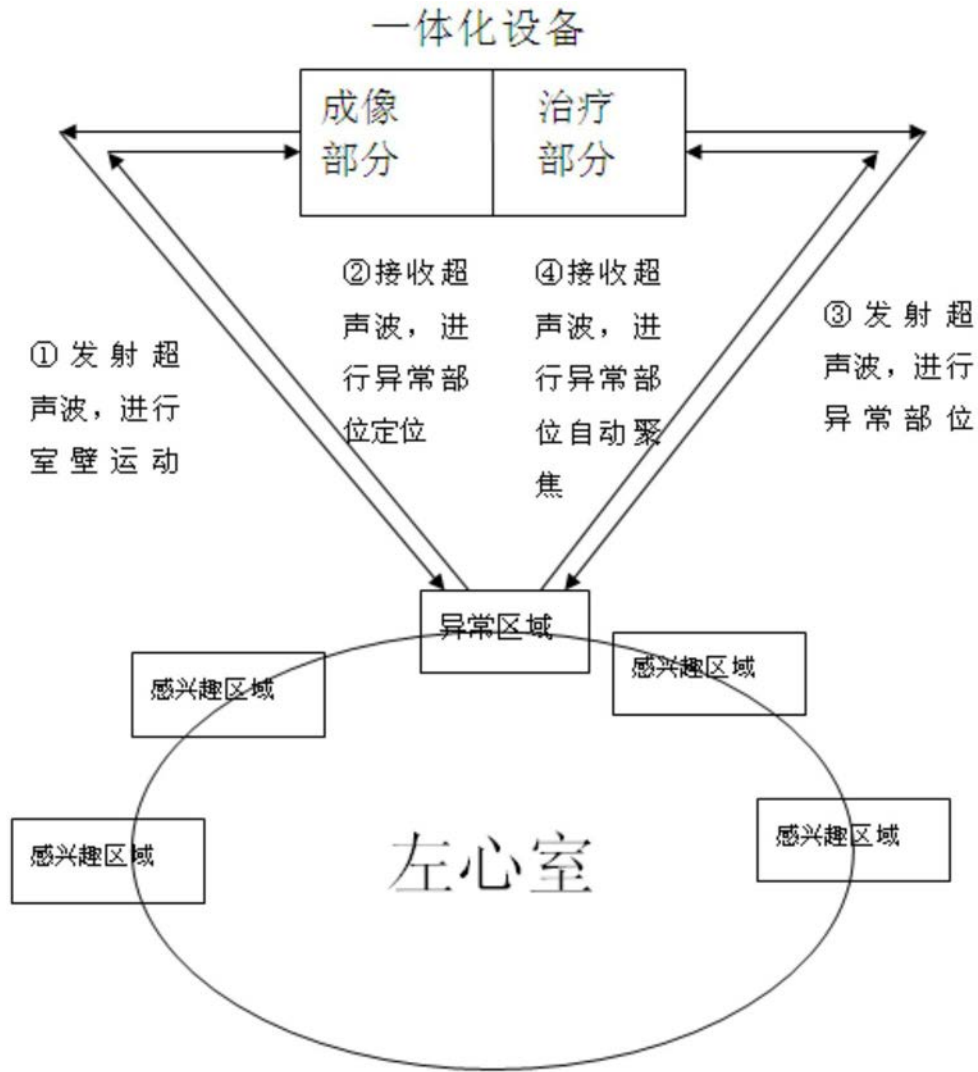 一体化设备
成像
部分
治疗
部分
①发射超
声波，进行
室壁运动
②接收超
声波，进
行异常部
位定位
④接收超
声波，进
行异常部
位自动聚
焦
③发射超
声波，进行
异常部位
异常区域
感兴趣区域
感兴趣区域
感兴趣区域
感兴趣区域
左心室